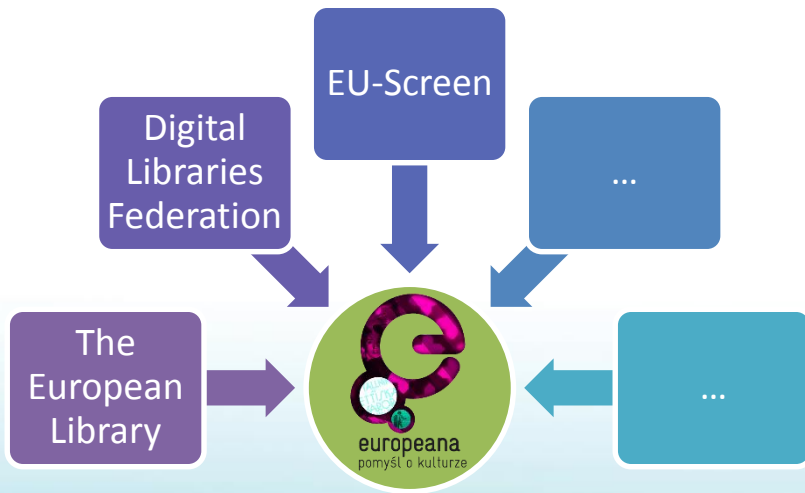 EU-Screen
Digital
Libraries
Federation
...
The
European
Library
...
europeana
pomyśl o kulturze